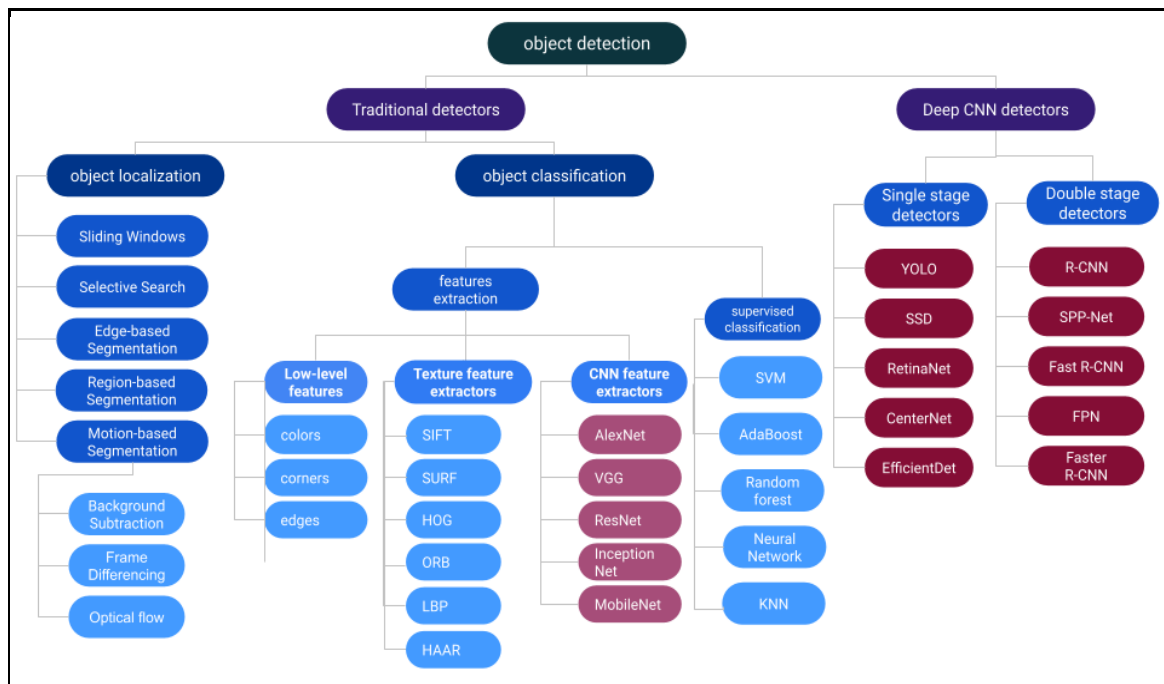 object detection
Traditional detectors
Deep CNN detectors
object localization
object classification
Sliding Windows
Selective Search
Edge-based
Segmentation
Region-based
Segmentation
Motion-based
Segmentation
Background
Subtraction
Frame
Differencing
Optical flow
features
extraction
Low-level
features
colors
corners
edges
Texture feature
extractors
SIFT
SURF
HOG
ORB
LBP
HAAR
CNN feature
extractors
AlexNet
VGG
ResNet
Inception
Net
MobileNet
supervised
classification
SVM
AdaBoost
Random
forest
Neural
Network
KNN
Single stage
detectors
YOLO
SSD
RetinaNet
CenterNet
EfficientDet
Double stage
detectors
R-CNN
SPP-Net
Fast R-CNN
FPN
Faster
R-CNN